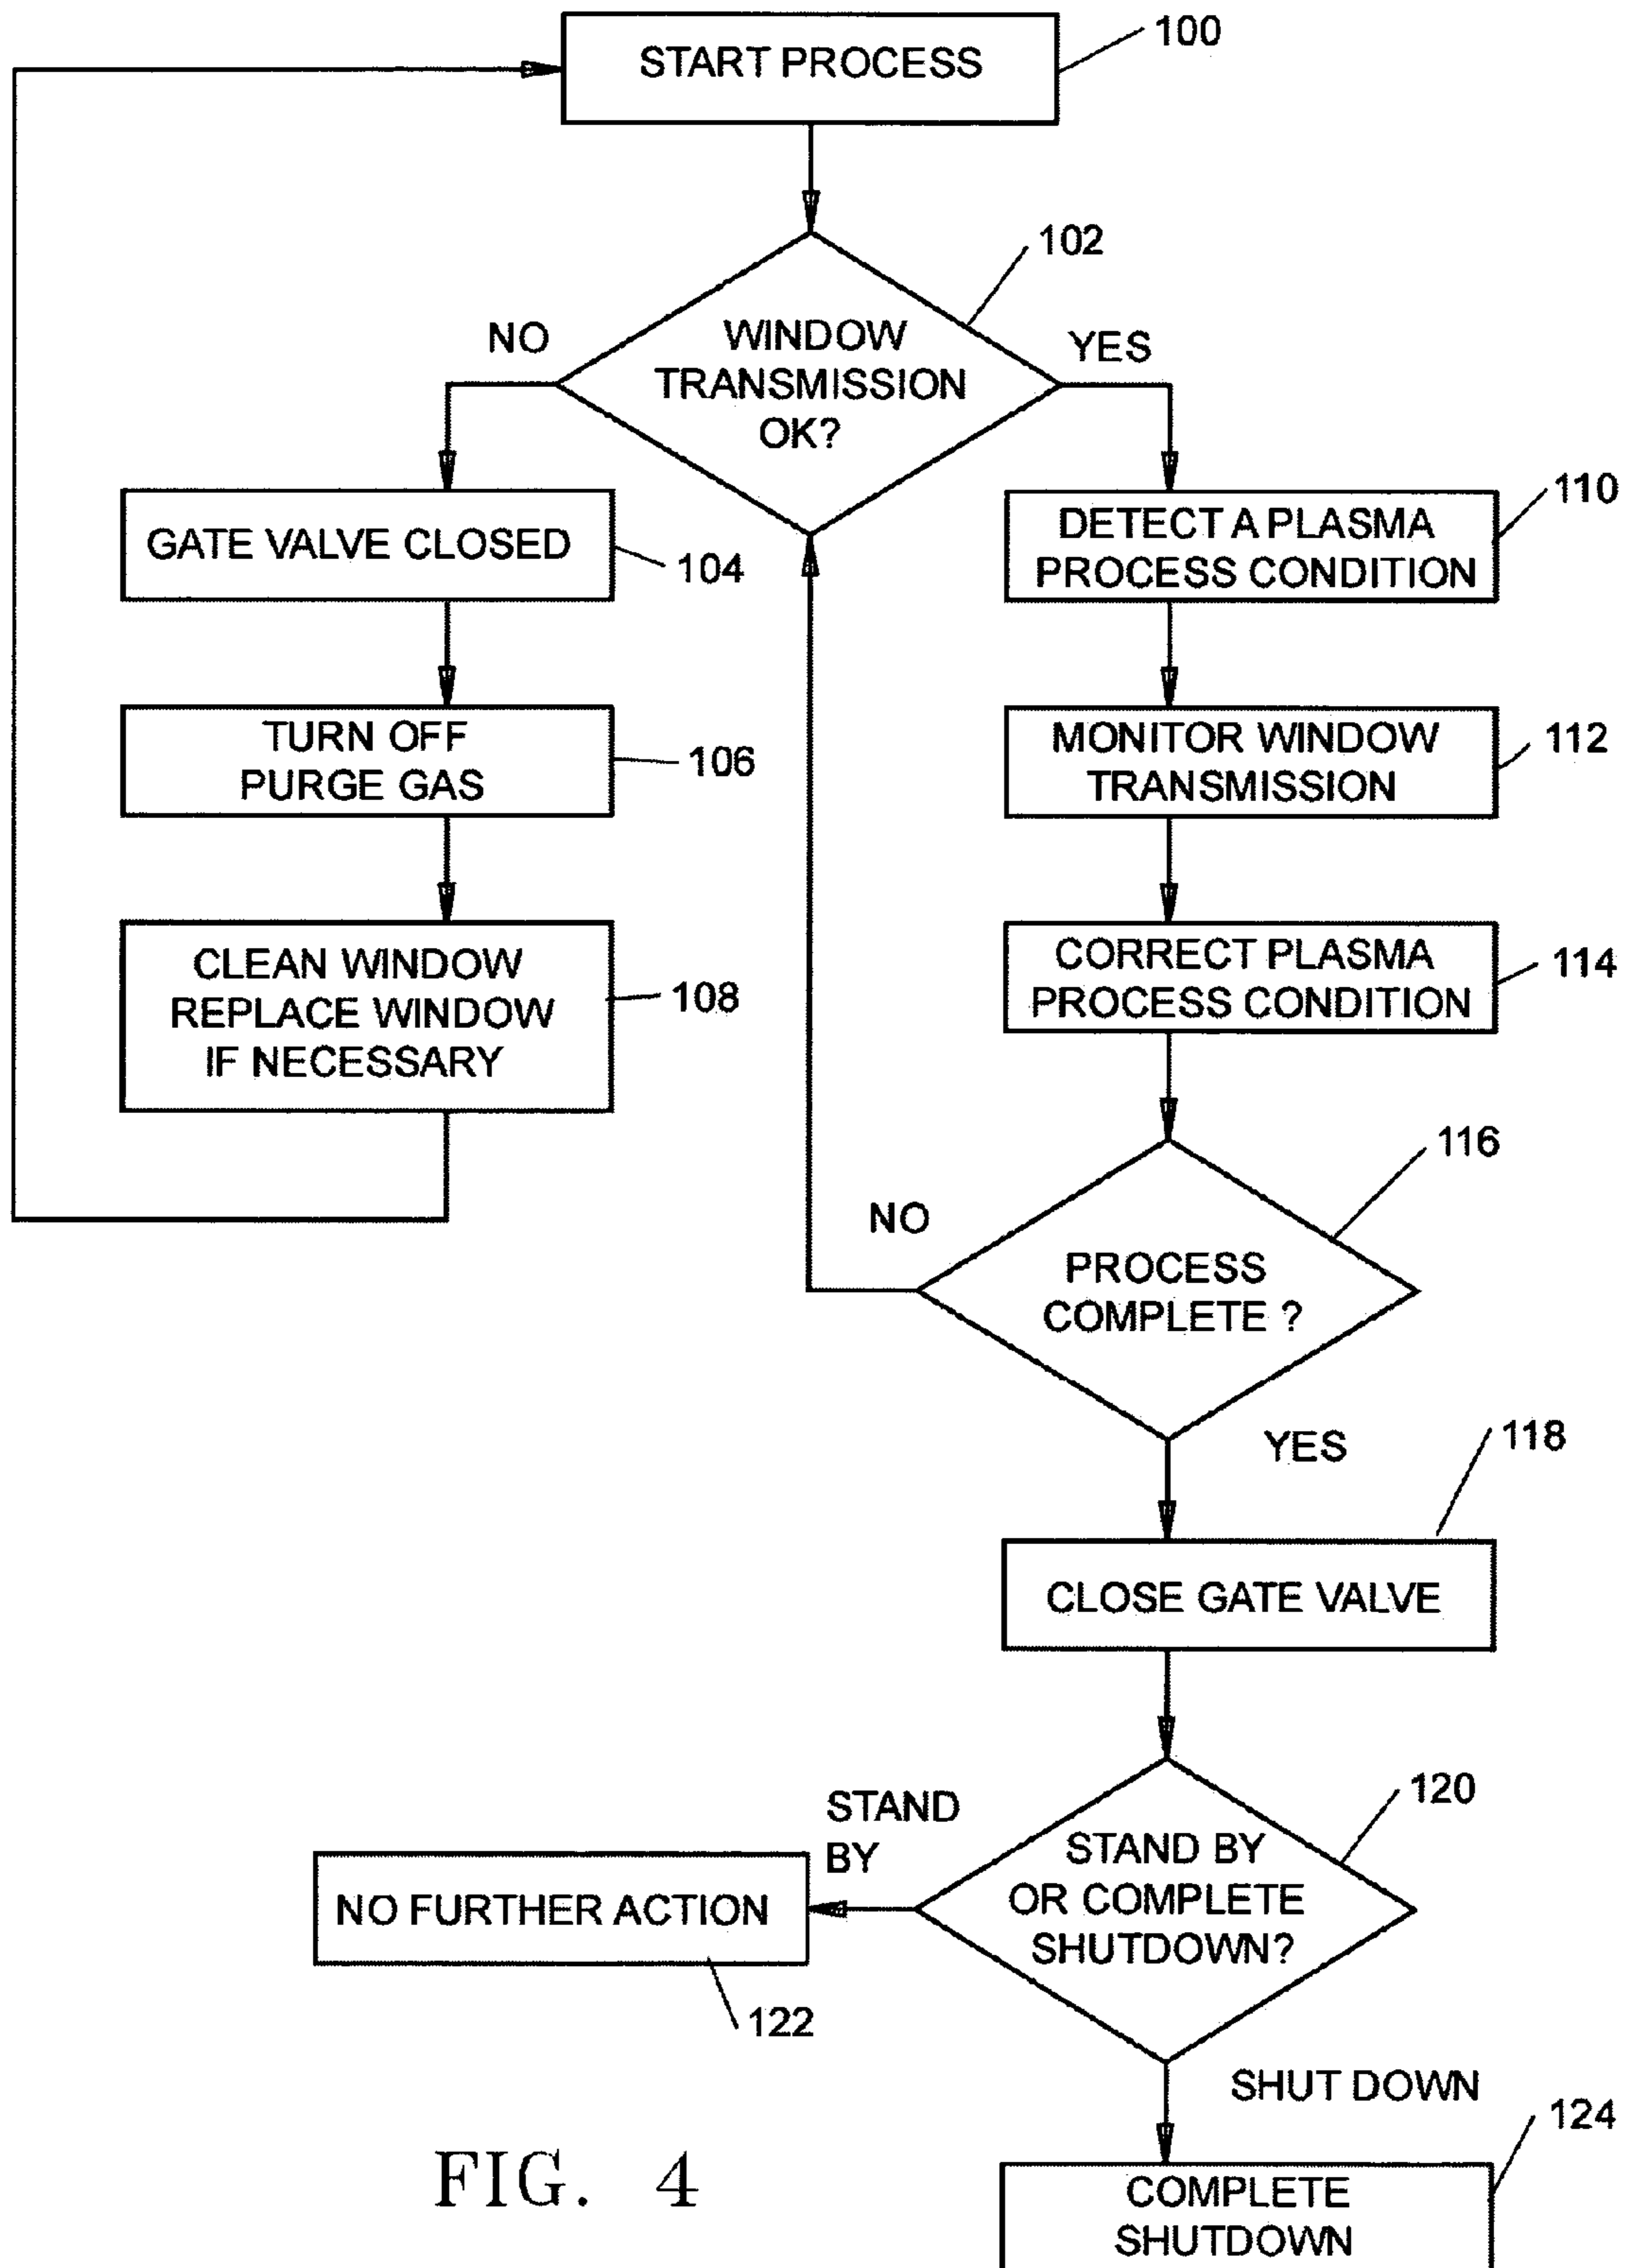 START PROCESS
100
102
WINDOW
TRANSMISSION
OK?
NO
YES
GATE VALVE CLOSED
104
DETECT A PLASMA
PROCESS CONDITION
110
TURN OFF
PURGE GAS
106
MONITOR WINDOW
TRANSMISSION
112
CLEAN WINDOW
REPLACE WINDOW
IF NECESSARY
108
CORRECT PLASMA
PROCESS CONDITION
114
116
NO
PROCESS
COMPLETE ?
YES
118
CLOSE GATE VALVE
120
STAND
BY
STAND BY
OR COMPLETE
SHUTDOWN?
NO FURTHER ACTION
122
SHUT DOWN
124
COMPLETE
SHUTDOWN
FIG. 4